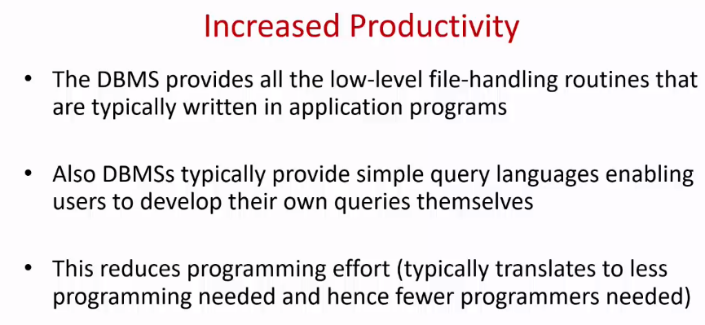 Increased Productivity
• The DBMS provides all the low-level file-handling routines that
are typically written in application programs
• Also DBMSs typically provide simple query languages enabling
users to develop their own queries themselves
• This reduces programming effort (typically translates to less
programming needed and hence fewer programmers needed)